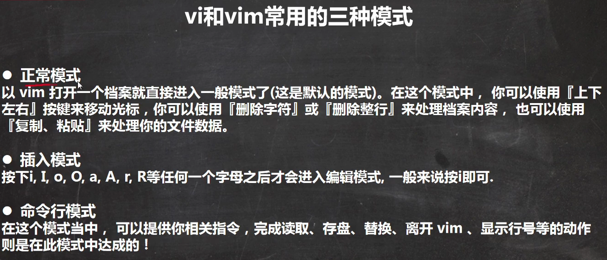 vi和vim常用的三种模式
● 正常模式
以 vim 打开一个档案就直接进入一般模式了(这是默认的模式)。在这个模式中， 你可以使用『上下
左右』按键来移动光标，你可以使用『删除字符』或『删除整行』来处理档案内容， 也可以使用
『复制、粘贴』来处理你的文件数据。
● 插入模式
按下i, I, o, O, a, A, r, R等任何一个字母之后才会进入编辑模式, 一般来说按i即可.
● 命令行模式
在这个模式当中， 可以提供你相关指令，完成读取、存盘、替换、离开 vim 、显示行号等的动作
则是在此模式中达成的！